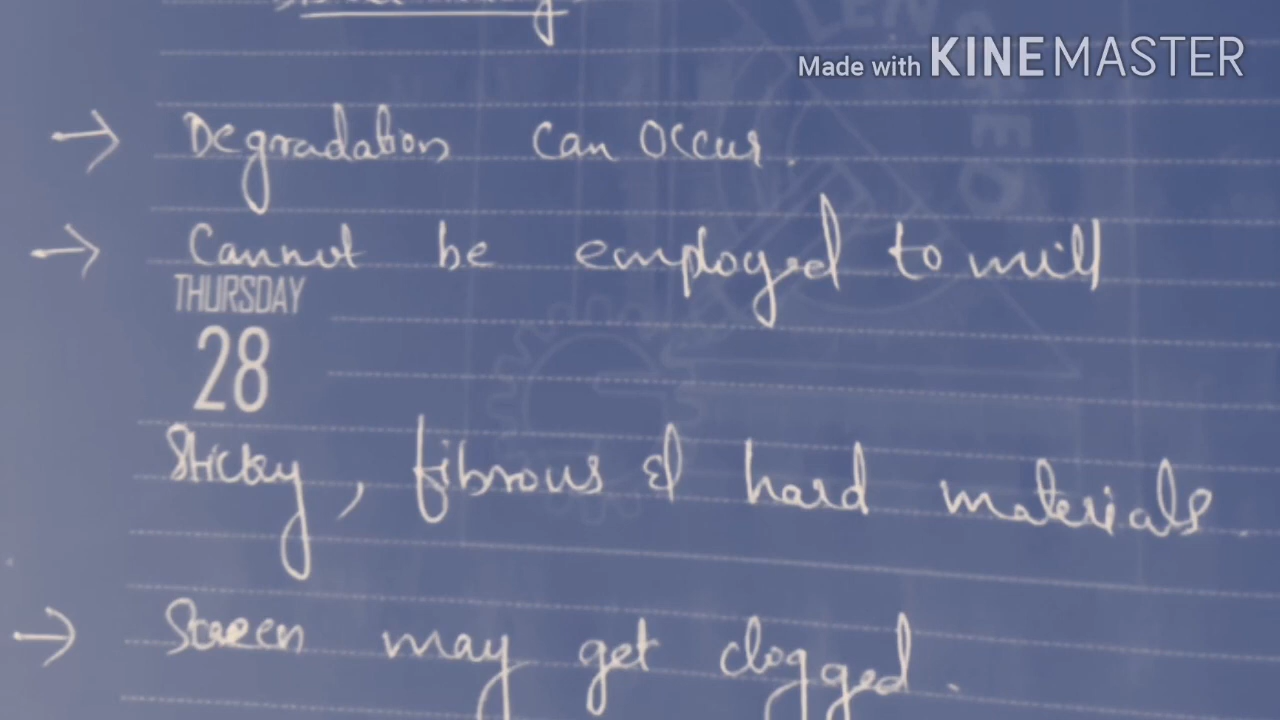 LEN
Made with KINEMASTER
→ Degradation can occur.
→ Cannot be employed to mill
THURSDAY
28
Sticky, fibrous & hard materials.
→ Screen may get clogged.